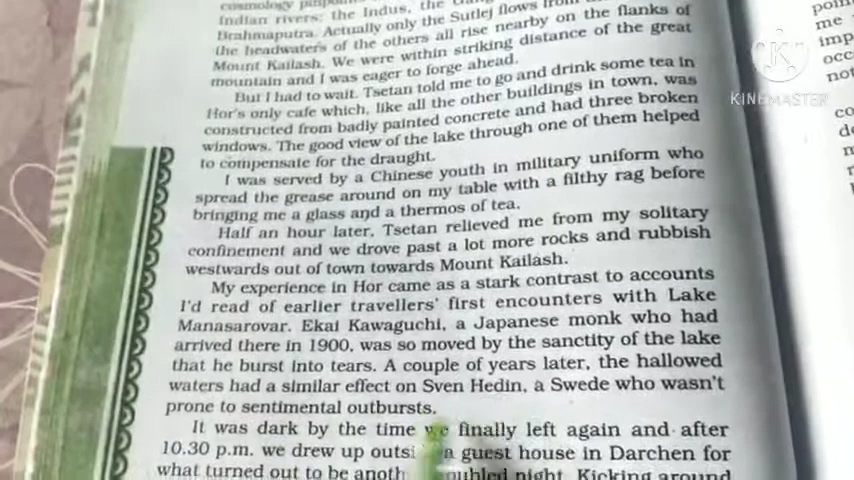 cosmology
Indian rivers: the Indus, the
Brahmaputra. Actually only the Sutlej flows from
the headwaters of the others all rise nearby on the flanks of
Mount Kailash. We were within striking distance of the great
mountain and I was eager to forge ahead.
But I had to wait. Tsetan told me to go and drink some tea in
Hor's only cafe which, like all the other buildings in town, was
constructed from badly painted concrete and had three broken
windows. The good view of the lake through one of them helped
to compensate for the draught.
I was served by a Chinese youth in military uniform who
spread the grease around on my table with a filthy rag before
bringing me a glass and a thermos of tea.
Half an hour later, Tsetan relieved me from my solitary
confinement and we drove past a lot more rocks and rubbish
westwards out of town towards Mount Kailash.
My experience in Hor came as a stark contrast to accounts
I'd read of earlier travellers' first encounters with Lake
Manasarovar. Ekai Kawaguchi, a Japanese monk who had
arrived there in 1900, was so moved by the sanctity of the lake
that he burst into tears. A couple of years later, the hallowed
waters had a similar effect on Sven Hedin, a Swede who wasn't
prone to sentimental outbursts.
It was dark by the time we finally left again and after
10.30 p.m. we drew up outsi a guest house in Darchen for
what turned out to be anoth oubled night. Kicking around
poin
me
imp
occ
not
co
K
KINEMASTER